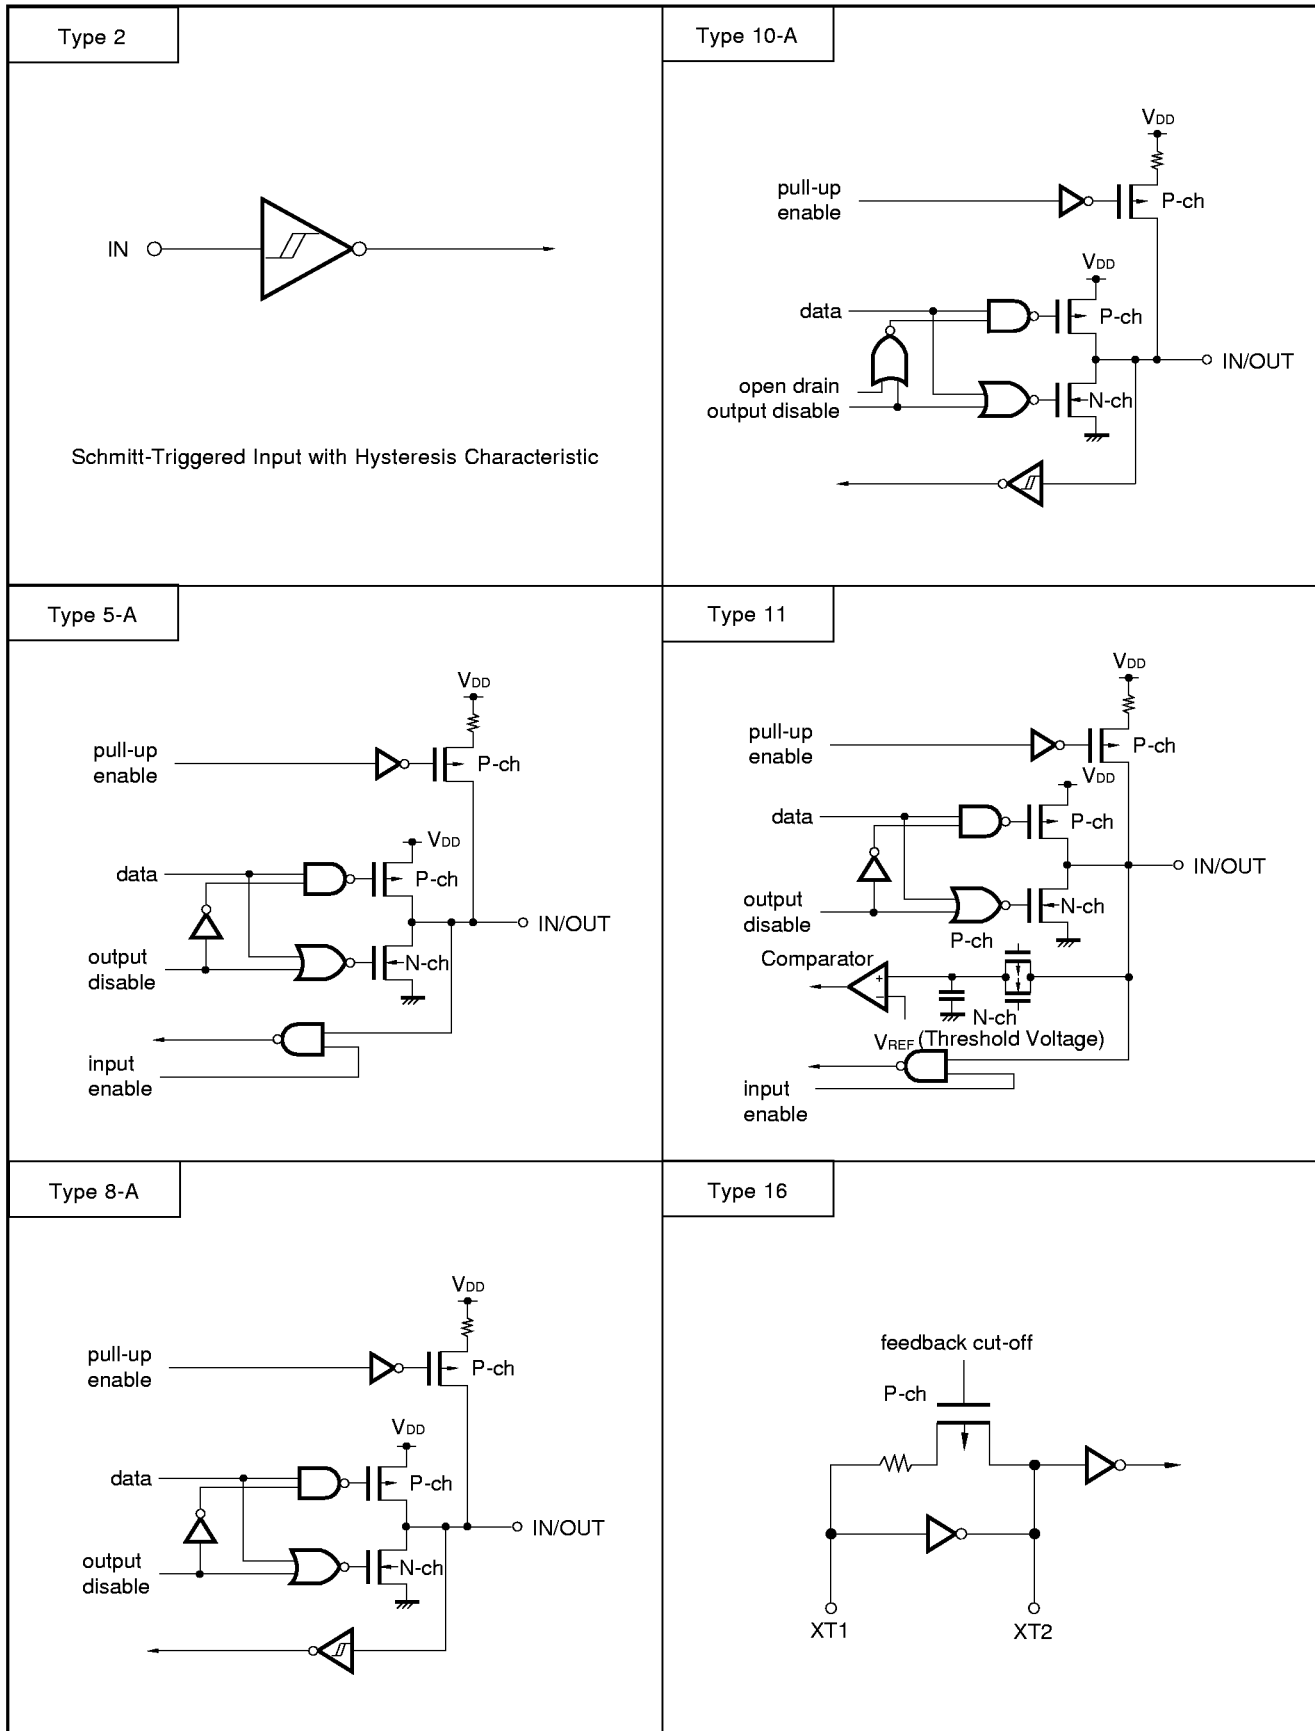 Type 2
IN
Schmitt-Triggered Input with Hysteresis Characteristic
Type 10-A
VDD
pull-up
enable
P-ch
VDD
data
P-ch
open drain
output disable
IN/OUT
N-ch
Type 5-A
VDD
pull-up
enable
P-ch
VDD
data
P-ch
IN/OUT
output
disable
N-ch
input
enable
Type 11
VDD
pull-up
enable
P-ch
VDD
data
P-ch
IN/OUT
output
disable
N-ch
P-ch
Comparator
+
−
N-ch
VREF (Threshold Voltage)
input
enable
Type 8-A
VDD
pull-up
enable
P-ch
VDD
data
P-ch
IN/OUT
output
disable
N-ch
Type 16
feedback cut-off
P-ch
XT1
XT2